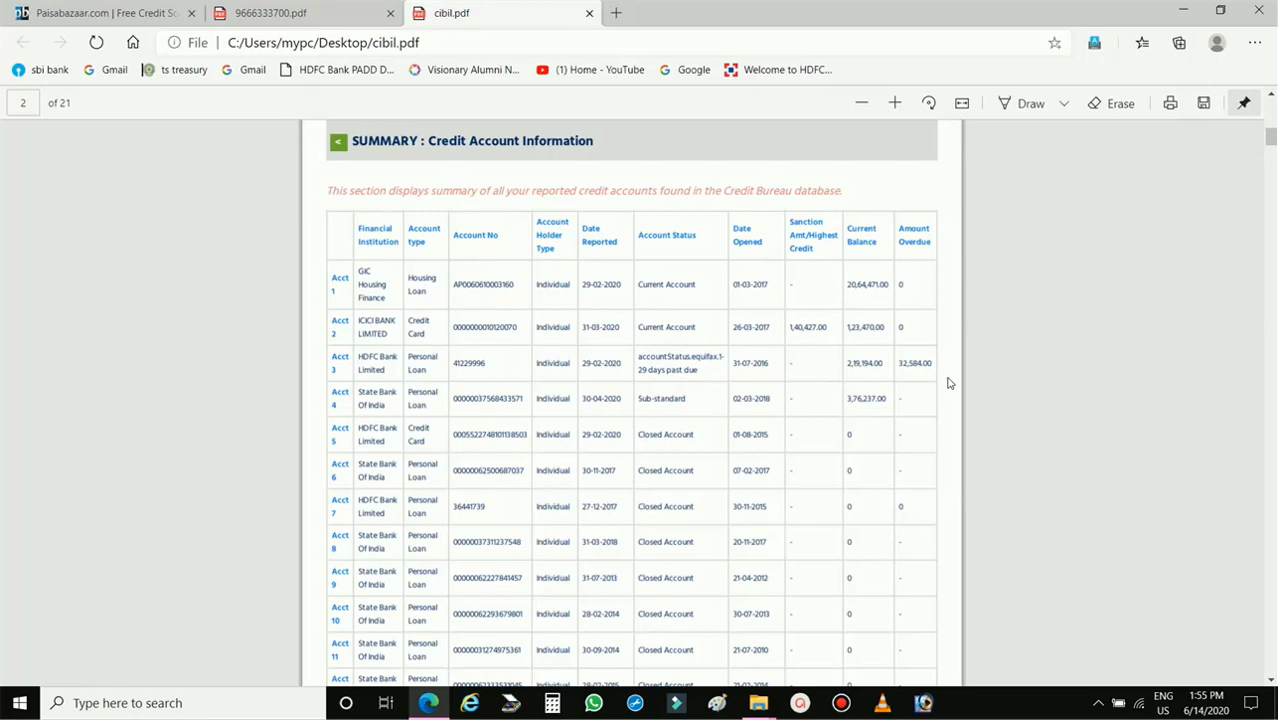 Paisabazaar.com | Free Credit Sc
9666333700.pdf
cibil.pdf
File
C:/Users/mypc/Desktop/cibil.pdf
sbi bank
Gmail
ts treasury
Gmail
HDFC Bank PADD D...
Visionary Alumni N...
(1) Home - YouTube
Google
Welcome to HDFC...
2 of 21
Draw
Erase
< SUMMARY : Credit Account Information
This section displays summary of all your reported credit accounts found in the Credit Bureau database.
Financial Institution Account type Account No Account Holder Type Date Reported Account Status Date Opened Sanction Amt/Highest Credit Current Balance Amount Overdue
Acct 1 GIC Housing Finance Housing Loan AP0060610003160 Individual 29-02-2020 Current Account 01-03-2017 - 20,64,471.00 0
Acct 2 ICICI BANK LIMITED Credit Card 0000000010120070 Individual 31-03-2020 Current Account 26-03-2017 1,40,427.00 1,23,470.00 0
Acct 3 HDFC Bank Limited Personal Loan 41229996 Individual 29-02-2020 accountStatus.equifax.1-29 days past due 31-07-2016 - 2,19,194.00 32,584.00
Acct 4 State Bank Of India Personal Loan 00000037568433571 Individual 30-04-2020 Sub-standard 02-03-2018 - 3,76,237.00 -
Acct 5 HDFC Bank Limited Credit Card 0005522748101138503 Individual 29-02-2020 Closed Account 01-08-2015 - 0 -
Acct 6 State Bank Of India Personal Loan 00000062500687037 Individual 30-11-2017 Closed Account 07-02-2017 - 0 -
Acct 7 HDFC Bank Limited Personal Loan 36441739 Individual 27-12-2017 Closed Account 30-11-2015 - 0 0
Acct 8 State Bank Of India Personal Loan 00000037311237548 Individual 31-03-2018 Closed Account 20-11-2017 - 0 -
Acct 9 State Bank Of India Personal Loan 00000062227841457 Individual 31-07-2013 Closed Account 21-04-2012 - 0 -
Acct 10 State Bank Of India Personal Loan 00000062293679801 Individual 28-02-2014 Closed Account 30-07-2013 - 0 -
Acct 11 State Bank Of India Personal Loan 00000031274975361 Individual 30-09-2014 Closed Account 21-07-2010 - 0 -
Acct State Bank Personal
Type here to search
ENG
US
1:55 PM
6/14/2020